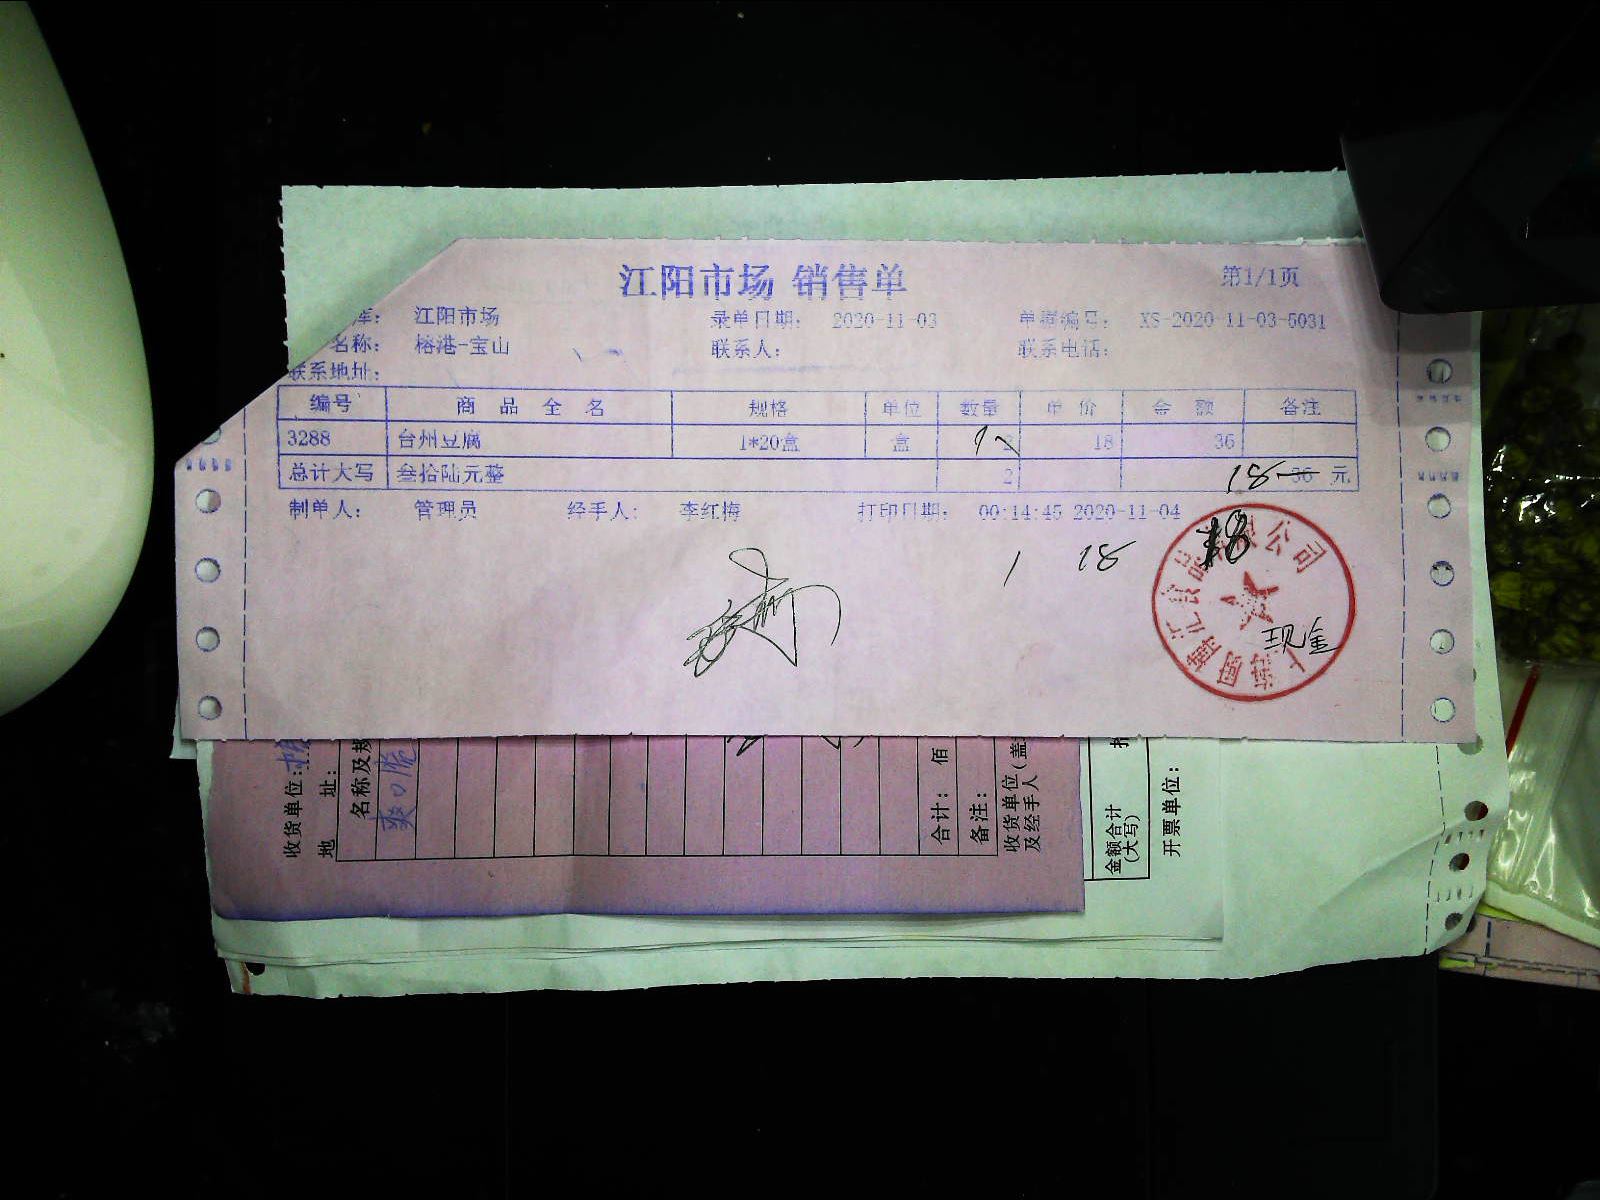 江阳市场 销售单
第1/1页
库: 江阳市场 录单日期: 2020-11-03 单据编号: XS-2020-11-03-5031
名称: 榕港-宝山 联系人: 联系电话:
联系地址:
编号 商品全名 规格 单位 数量 单价 金额 备注
3288 台州豆腐 1*20盒 盒 1 2 18 36
总计大写 叁拾陆元整 2 18 36 元
制单人: 管理员 经手人: 李红梅 打印日期: 00:14:45 2020-11-04
1 18 18
现金
收货单位:
地址:
名称及规
合计: 佰
备注:
收货单位(盖
及经手人
金额合计
(大写)
开票单位: